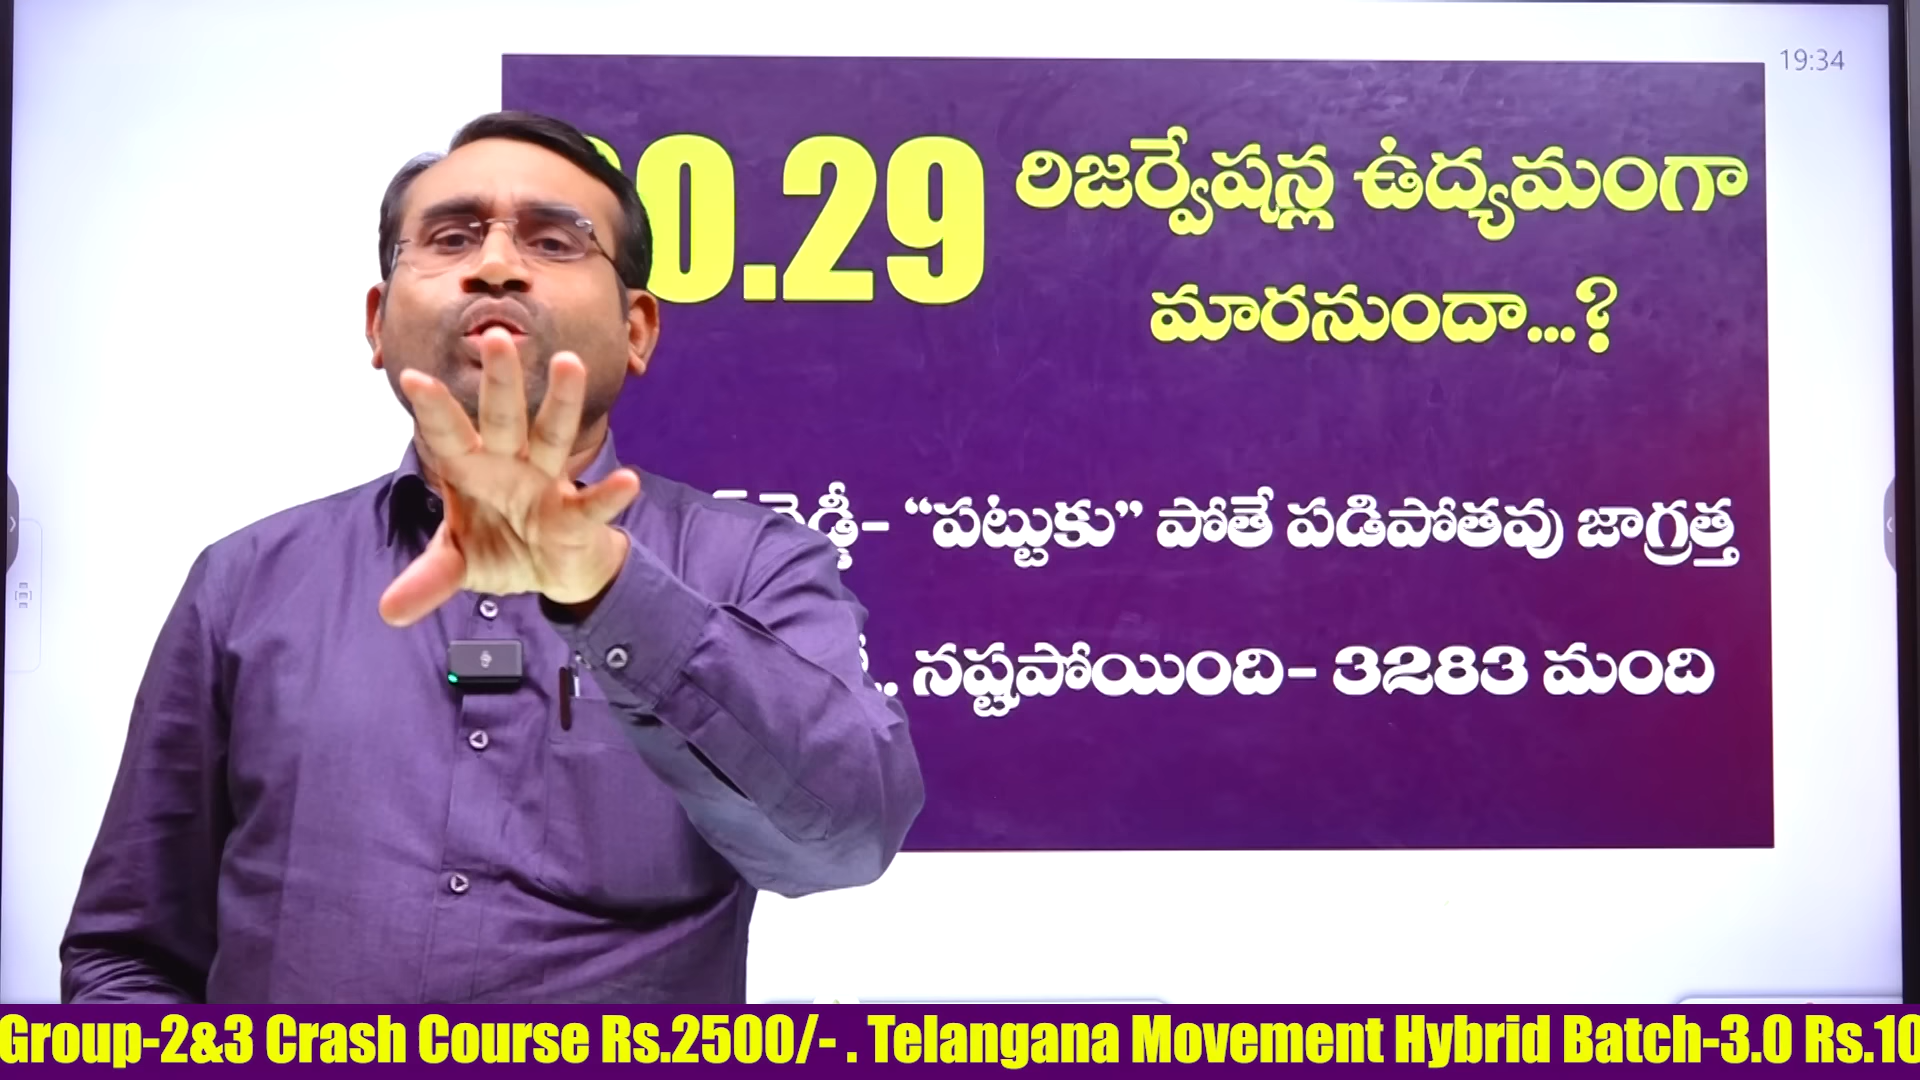 19:34
0.29
రిజర్వేషన్ల ఉద్యమంగా
మారనుందా...?
“పట్టుకు” పోతే పడిపోతవు జాగ్రత్త
నష్టపోయింది- 3283 మంది
Group-2&3 Crash Course Rs.2500/- . Telangana Movement Hybrid Batch-3.0 Rs.10